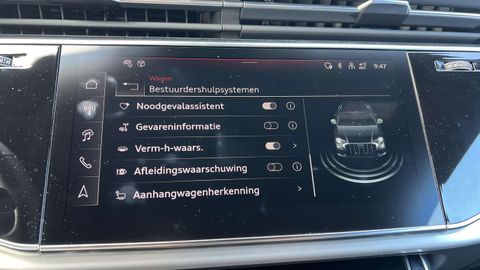 9:47
Wagen
Bestuurdershulpsystemen
Noodgevalassistent
Gevareninformatie
Verm-h-waars.
Afleidingswaarschuwing
Aanhangwagenherkenning